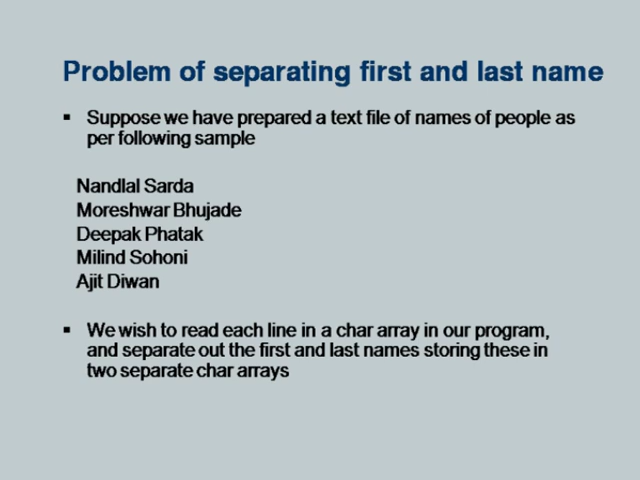 Problem of separating first and last name
▪ Suppose we have prepared a text file of names of people as
per following sample
Nandlal Sarda
Moreshwar Bhujade
Deepak Phatak
Milind Sohoni
Ajit Diwan
▪ We wish to read each line in a char array in our program,
and separate out the first and last names storing these in
two separate char arrays